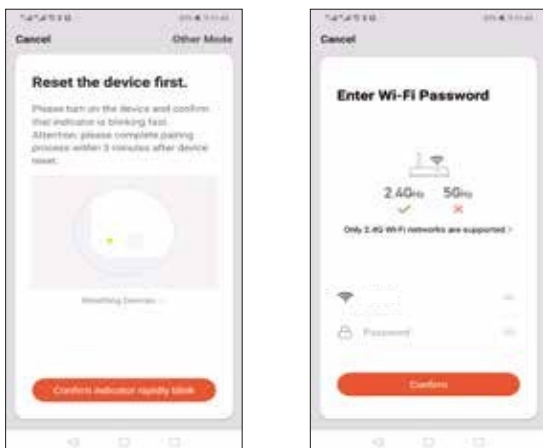 Cancel
Other Mode
Reset the device first.
Please turn on the device and confirm
that indicator is blinking fast.
Attention: please complete pairing
process within 3 minutes after device
reset.
Resetting Devices >
Confirm indicator rapidly blink
Cancel
Enter Wi-Fi Password
2.4GHz
5GHz
Only 2.4G Wi-Fi networks are supported >
Password
Confirm